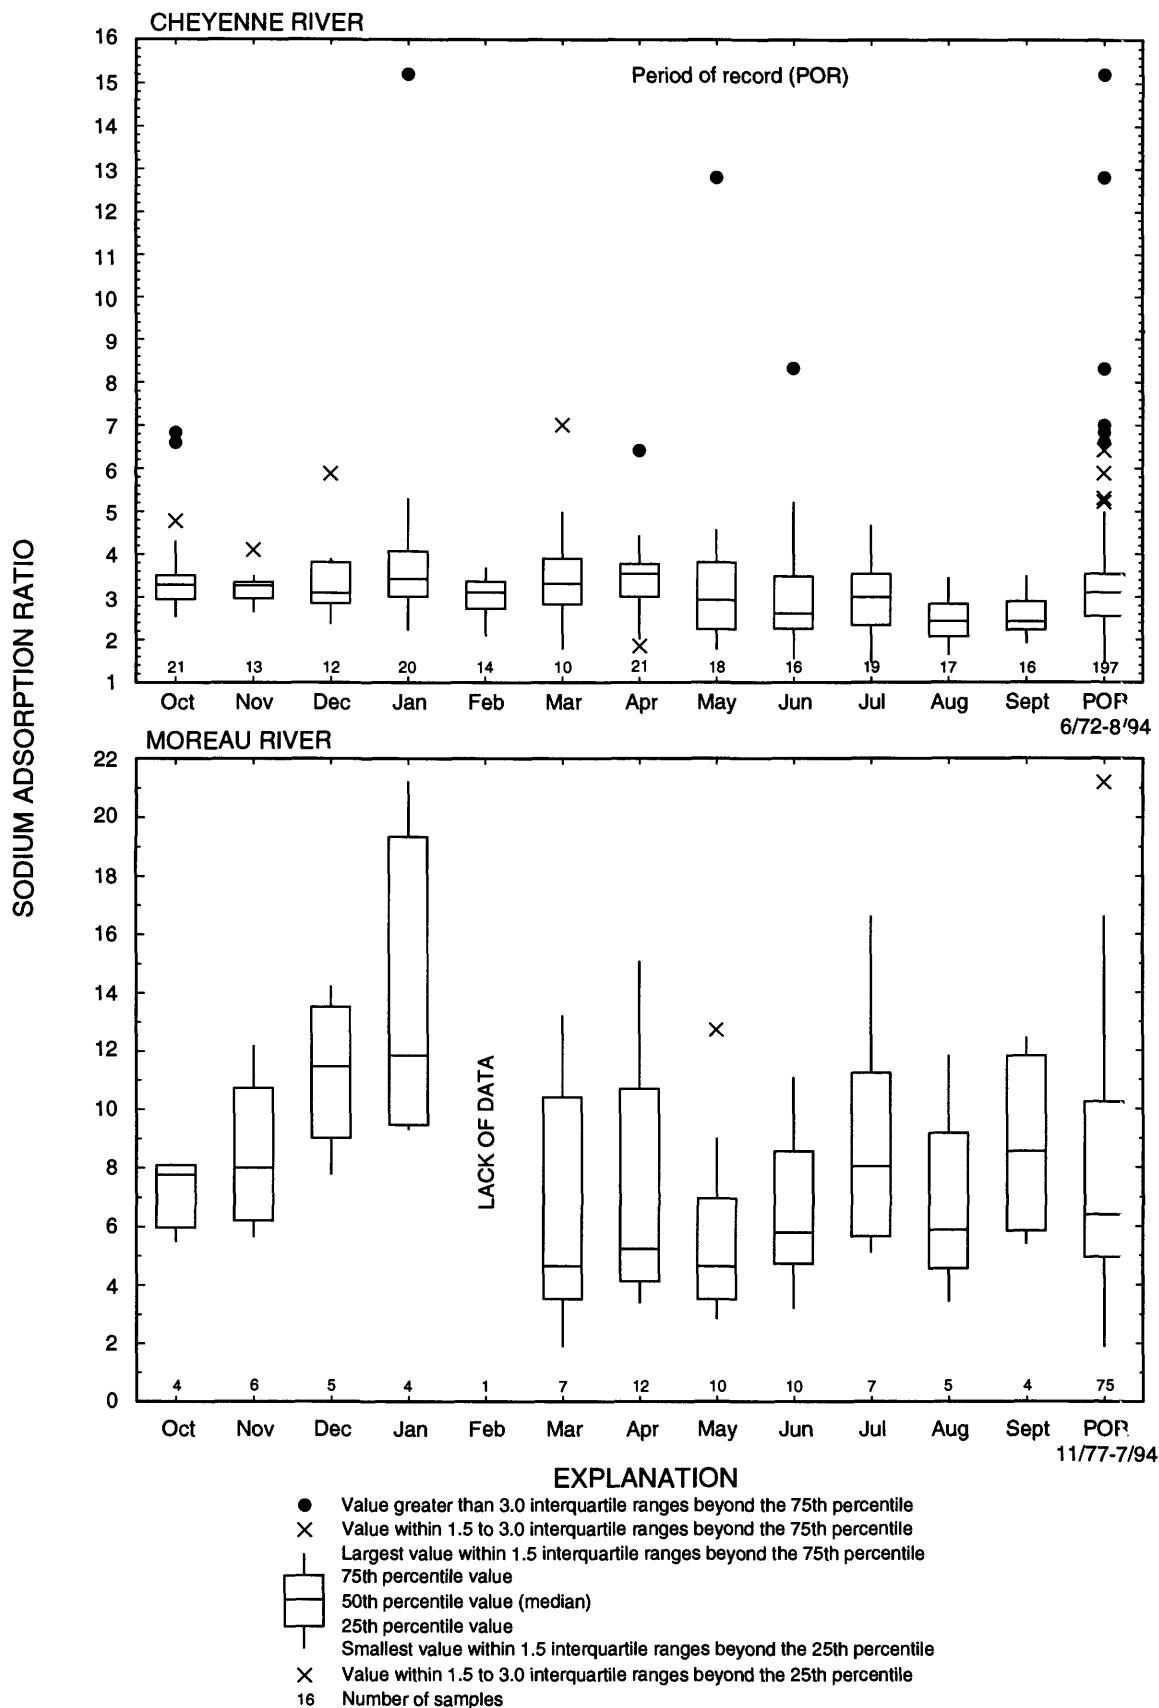 CHEYENNE RIVER
Period of record (POR)
16
15
14
13
12
11
10
9
8
7
6
5
4
3
2
1
21 13 12 20 14 10 21 18 16 19 17 16 197
Oct Nov Dec Jan Feb Mar Apr May Jun Jul Aug Sept POR
6/72-8/94
SODIUM ADSORPTION RATIO
MOREAU RIVER
22
20
18
16
14
12
10
8
6
4
2
0
LACK OF DATA
4 6 5 4 1 7 12 10 10 7 5 4 75
Oct Nov Dec Jan Feb Mar Apr May Jun Jul Aug Sept POR
11/77-7/94
EXPLANATION
Value greater than 3.0 interquartile ranges beyond the 75th percentile
Value within 1.5 to 3.0 interquartile ranges beyond the 75th percentile
Largest value within 1.5 interquartile ranges beyond the 75th percentile
75th percentile value
50th percentile value (median)
25th percentile value
Smallest value within 1.5 interquartile ranges beyond the 25th percentile
Value within 1.5 to 3.0 interquartile ranges beyond the 25th percentile
16 Number of samples